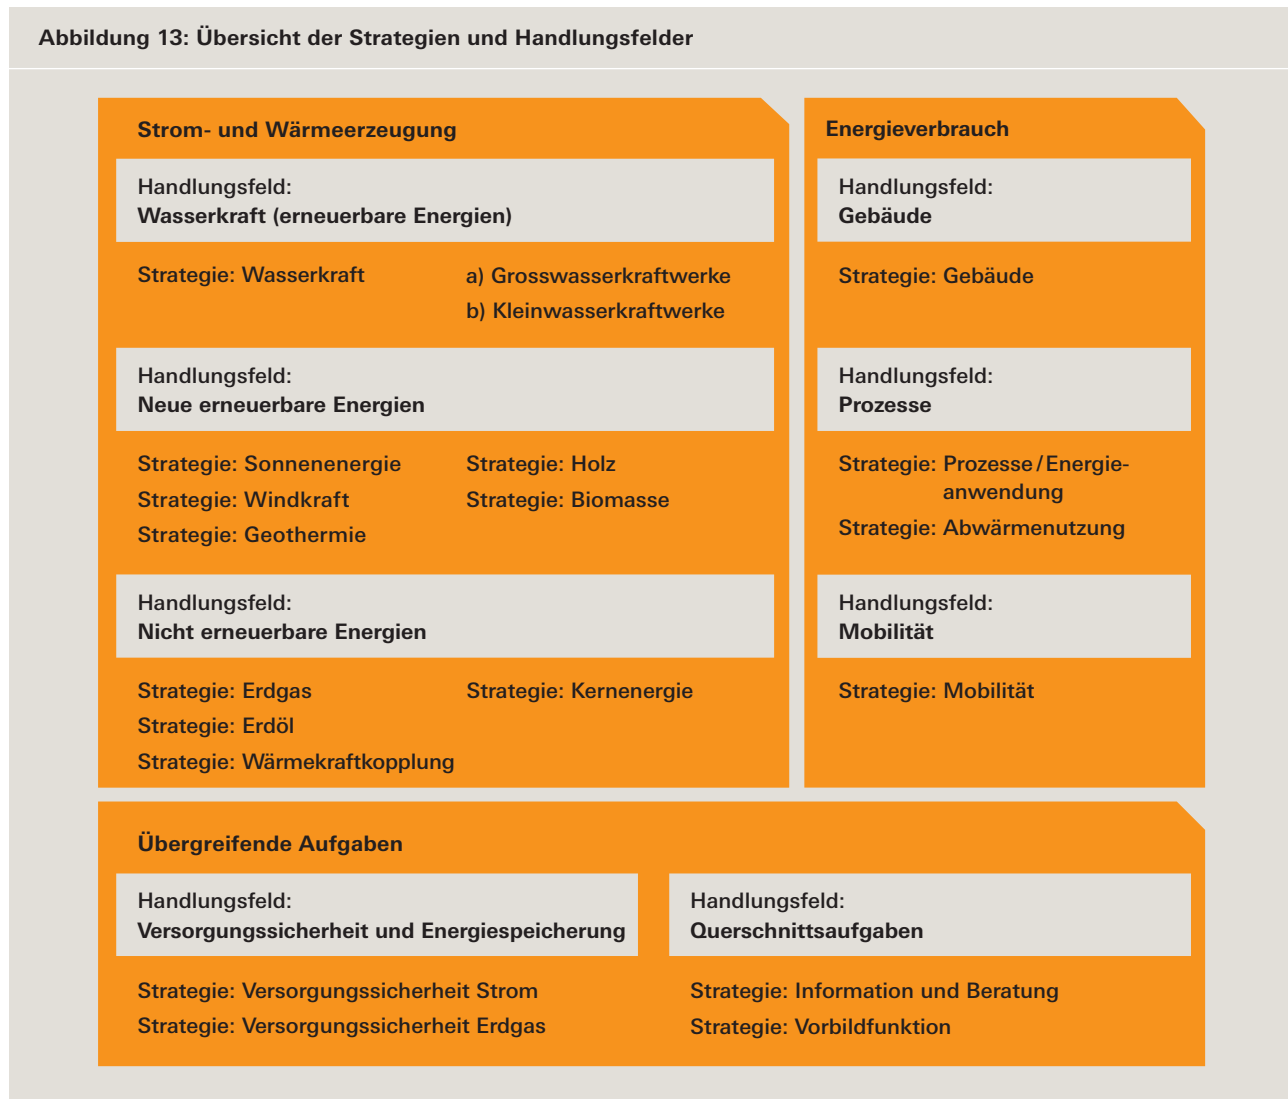 Abbildung 13: Übersicht der Strategien und Handlungsfelder
Strom- und Wärmeerzeugung
Handlungsfeld:
Wasserkraft (erneuerbare Energien)
Strategie: Wasserkraft
a) Grosswasserkraftwerke
b) Kleinwasserkraftwerke
Handlungsfeld:
Neue erneuerbare Energien
Strategie: Sonnenenergie
Strategie: Windkraft
Strategie: Geothermie
Strategie: Holz
Strategie: Biomasse
Handlungsfeld:
Nicht erneuerbare Energien
Strategie: Erdgas
Strategie: Erdöl
Strategie: Wärmekraftkopplung
Strategie: Kernenergie
Energieverbrauch
Handlungsfeld:
Gebäude
Strategie: Gebäude
Handlungsfeld:
Prozesse
Strategie: Prozesse/Energie-
anwendung
Strategie: Abwärmenutzung
Handlungsfeld:
Mobilität
Strategie: Mobilität
Übergreifende Aufgaben
Handlungsfeld:
Versorgungssicherheit und Energiespeicherung
Strategie: Versorgungssicherheit Strom
Strategie: Versorgungssicherheit Erdgas
Handlungsfeld:
Querschnittsaufgaben
Strategie: Information und Beratung
Strategie: Vorbildfunktion